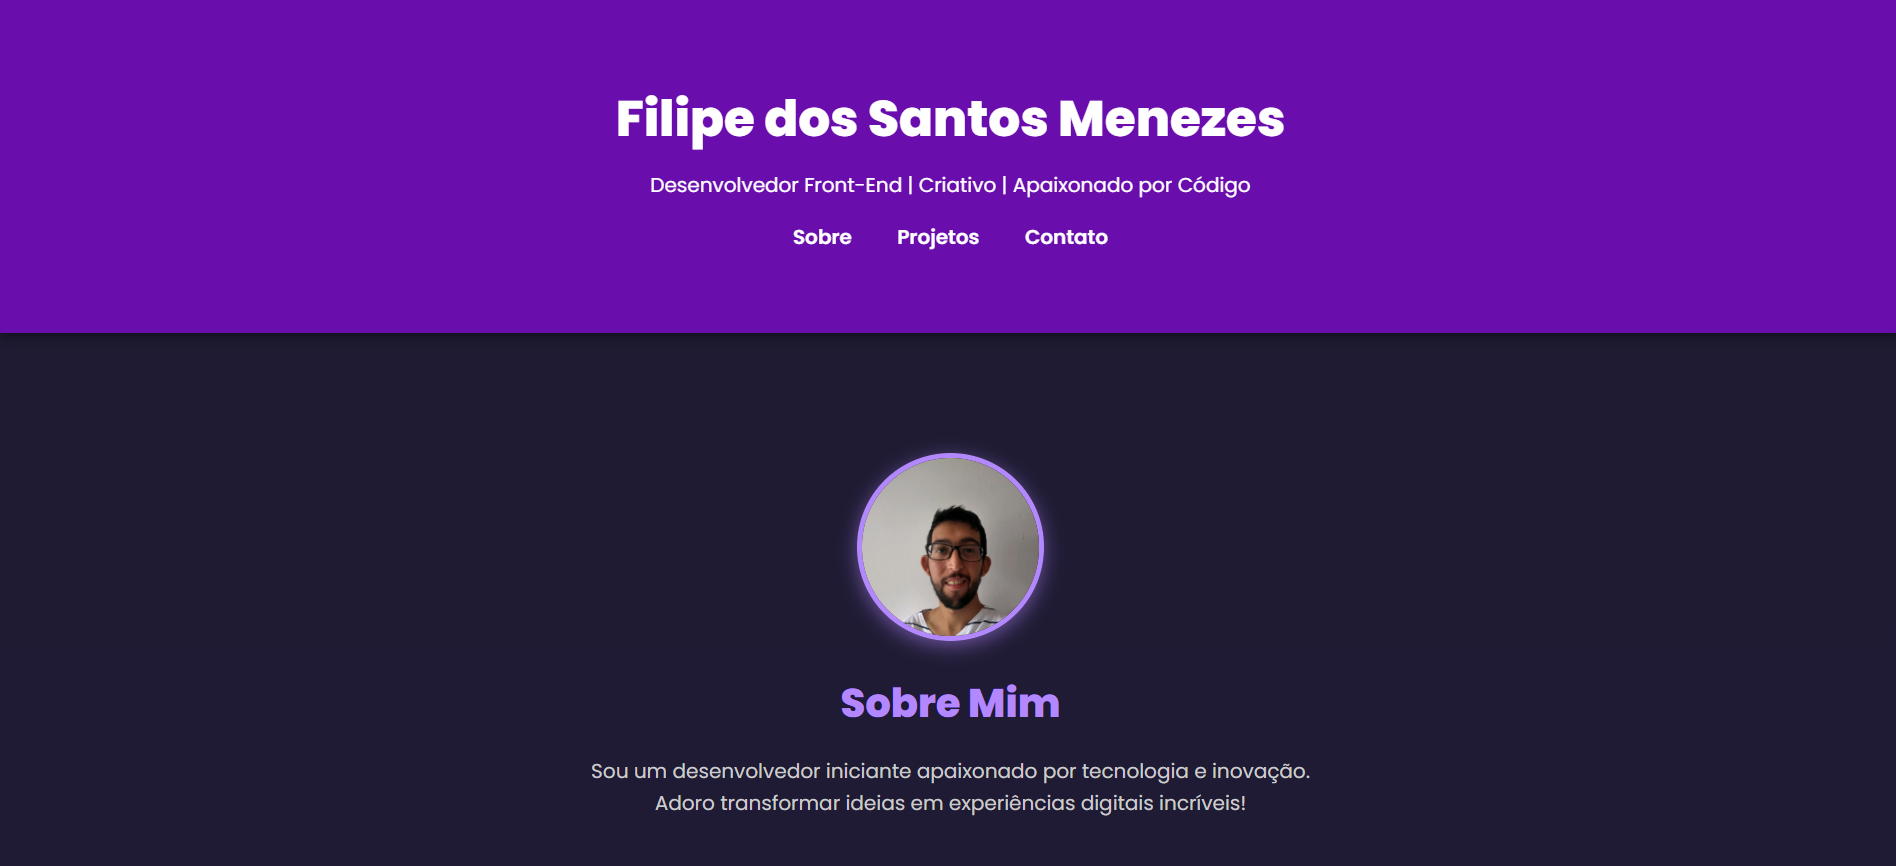 Filipe dos Santos Menezes
Desenvolvedor Front-End | Criativo | Apaixonado por Código
Sobre Projetos Contato
Sobre Mim
Sou um desenvolvedor iniciante apaixonado por tecnologia e inovação.
Adoro transformar ideias em experiências digitais incríveis!